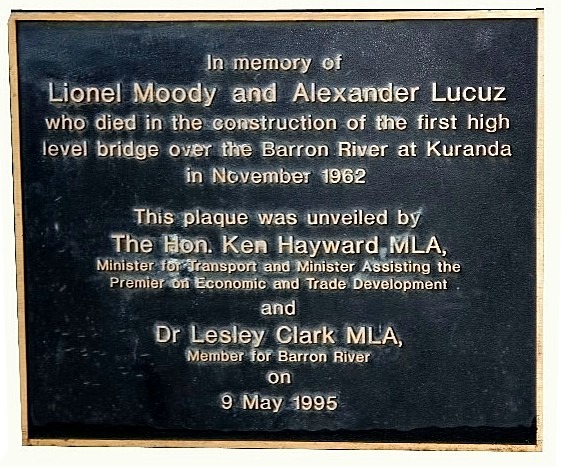 In memory of
Lionel Moody and Alexander Lucuz
who died in the construction of the first high
level bridge over the Barron River at Kuranda
in November 1962
This plaque was unveiled by
The Hon. Ken Hayward MLA,
Minister for Transport and Minister Assisting the
Premier on Economic and Trade Development
and
Dr Lesley Clark MLA,
Member for Barron River
on
9 May 1995